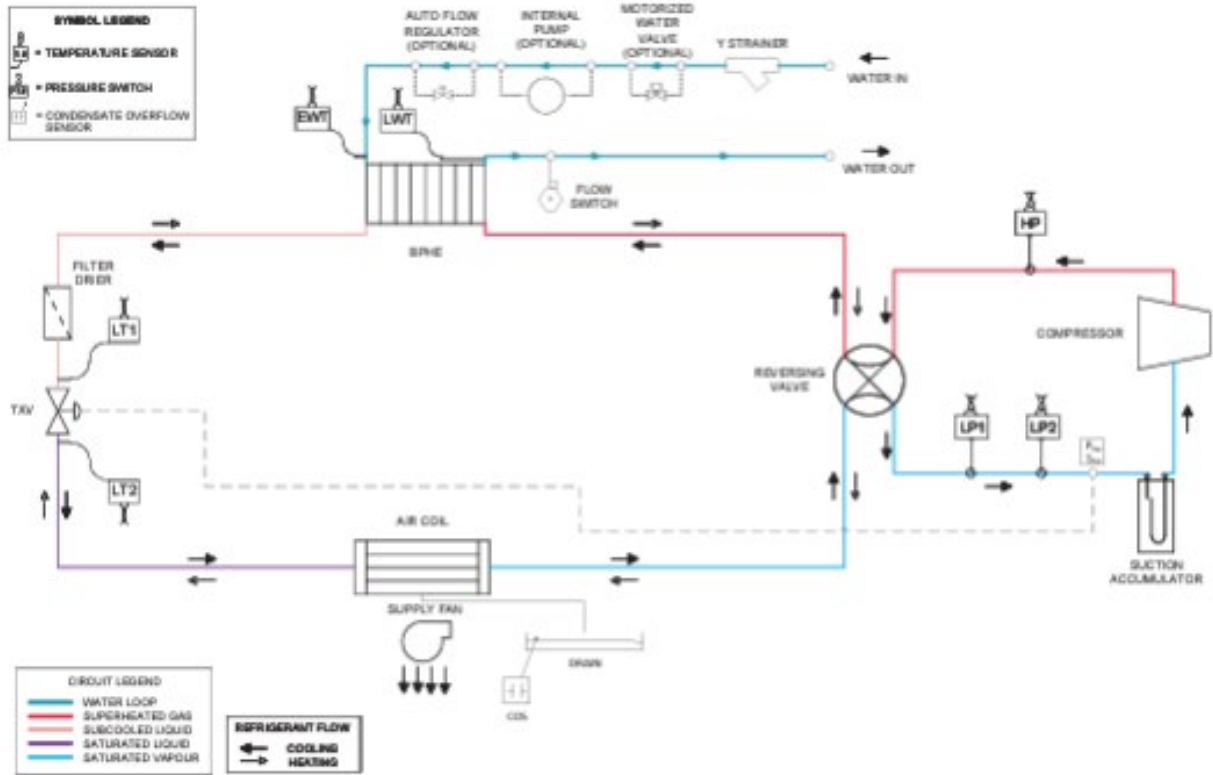 SYMBOL LEGEND
= TEMPERATURE SENSOR
= PRESSURE SWITCH
= CONDENSATE OVERFLOW
SENSOR
AUTO FLOW
REGULATOR
(OPTIONAL)
INTERNAL
PUMP
(OPTIONAL)
MOTORIZED
WATER
VALVE
(OPTIONAL)
Y STRAINER
WATER IN
EWT
LWT
WATER OUT
FLOW
SWITCH
BPHE
HP
FILTER
DRIER
LT1
COMPRESSOR
REVERSING
VALVE
TXV
LP1
LP2
LT2
AIR COIL
SUCTION
ACCUMULATOR
SUPPLY FAN
DRAIN
COS
CIRCUIT LEGEND
WATER LOOP
SUPERHEATED GAS
SUBCOOLED LIQUID
SATURATED LIQUID
SATURATED VAPOUR
REFRIGERANT FLOW
COOLING
HEATING